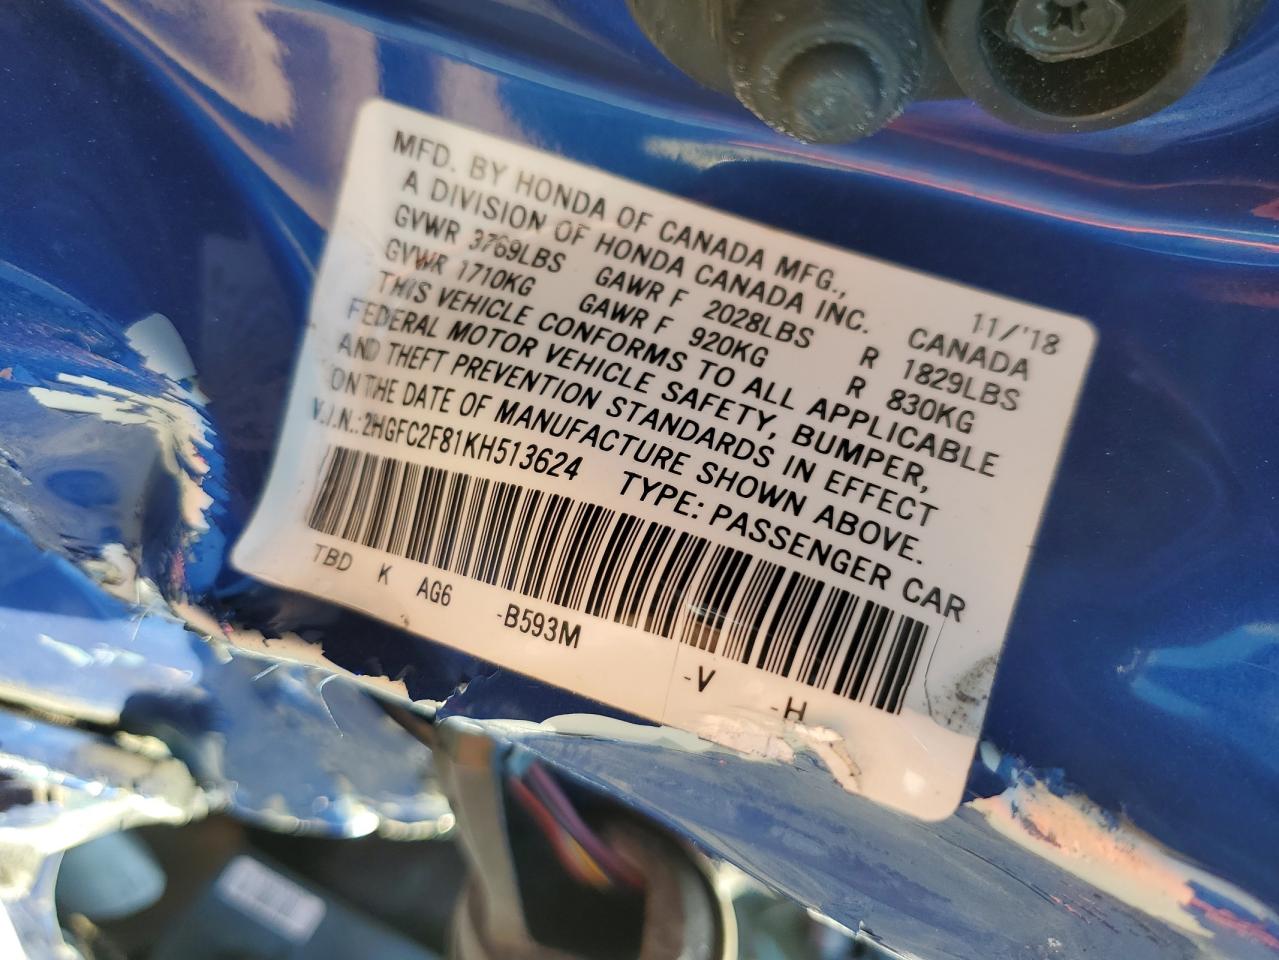 MFD. BY HONDA OF CANADA MFG., 11/'18
A DIVISION OF HONDA CANADA INC. CANADA
GVWR 3769LBS GAWR F 2028LBS R 1829LBS
GVWR 1710KG GAWR F 920KG R 830KG
THIS VEHICLE CONFORMS TO ALL APPLICABLE
FEDERAL MOTOR VEHICLE SAFETY, BUMPER,
AND THEFT PREVENTION STANDARDS IN EFFECT
ON THE DATE OF MANUFACTURE SHOWN ABOVE.
V.I.N.:2HGFC2F81KH513624 TYPE: PASSENGER CAR
TBD K AG6 -B593M -V -H